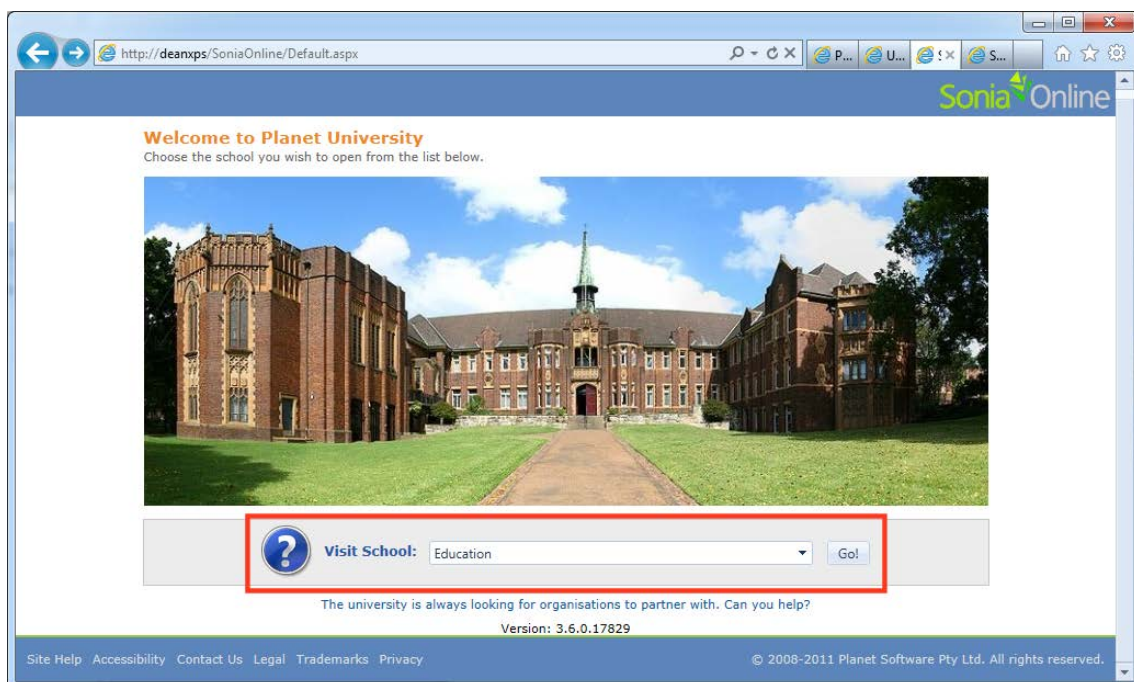 http://deanxps/SoniaOnline/Default.aspx
P...
U...
S...
Sonia Online
Welcome to Planet University
Choose the school you wish to open from the list below.
?
Visit School: Education Go!
The university is always looking for organisations to partner with. Can you help?
Version: 3.6.0.17829
Site Help Accessibility Contact Us Legal Trademarks Privacy © 2008-2011 Planet Software Pty Ltd. All rights reserved.